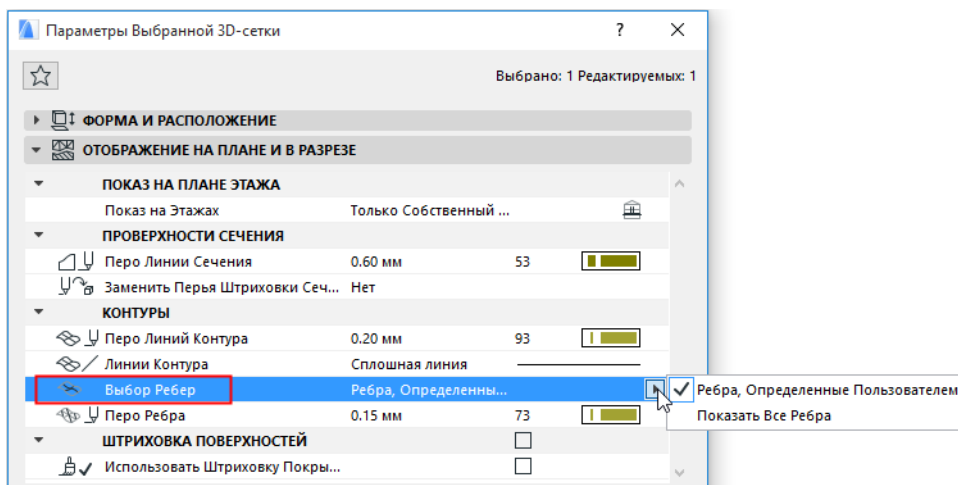 Параметры Выбранной 3D-сетки ? ×
Выбрано: 1 Редактируемых: 1
ФОРМА И РАСПОЛОЖЕНИЕ
ОТОБРАЖЕНИЕ НА ПЛАНЕ И В РАЗРЕЗЕ
ПОКАЗ НА ПЛАНЕ ЭТАЖА
Показ на Этажах Только Собственный ...
ПРОВЕРХНОСТИ СЕЧЕНИЯ
Перо Линии Сечения 0.60 мм 53
Заменить Перья Штриховки Сеч... Нет
КОНТУРЫ
Перо Линий Контура 0.20 мм 93
Линии Контура Сплошная линия
Выбор Ребер Ребра, Определенны...
Ребра, Определенные Пользователем
Показать Все Ребра
Перо Ребра 0.15 мм 73
ШТРИХОВКА ПОВЕРХНОСТЕЙ
Использовать Штриховку Покры...